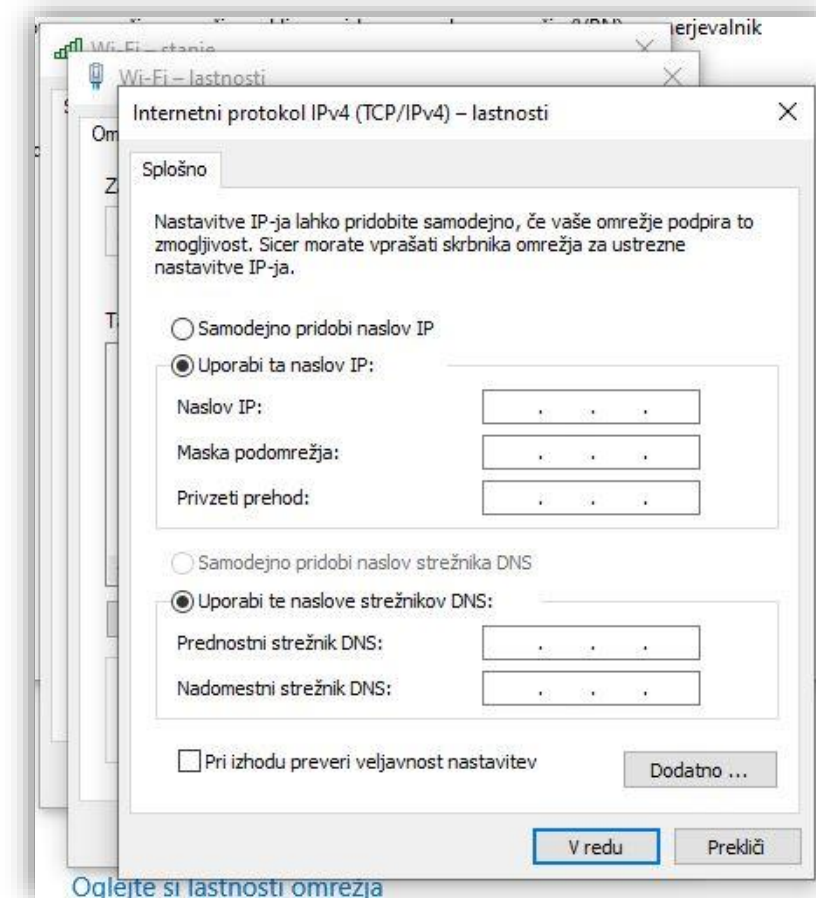 erjevalnik
Wi-Fi – stanje
Wi-Fi – lastnosti
Internetni protokol IPv4 (TCP/IPv4) – lastnosti
Om
Splošno
Nastavitve IP-ja lahko pridobite samodejno, če vaše omrežje podpira to
zmogljivost. Sicer morate vprašati skrbnika omrežja za ustrezne
nastavitve IP-ja.
Samodejno pridobi naslov IP
Uporabi ta naslov IP:
Naslov IP: . . .
Maska podomrežja: . . .
Privzeti prehod: . . .
Samodejno pridobi naslov strežnika DNS
Uporabi te naslove strežnikov DNS:
Prednostni strežnik DNS: . . .
Nadomestni strežnik DNS: . . .
Pri izhodu preveri veljavnost nastavitev
Dodatno ...
V redu
Prekliči
Oglejte si lastnosti omrežja